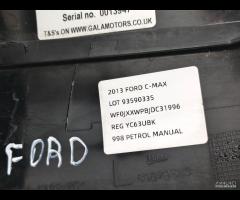 Serial No. 0013947
T&S's ON WWW.GALAMOTORS.CO.UK
2013 FORD C-MAX
LOT 93590335
WF0JXXWPBJDC31996
REG YC63UBK
998 PETROL MANUAL
FORD